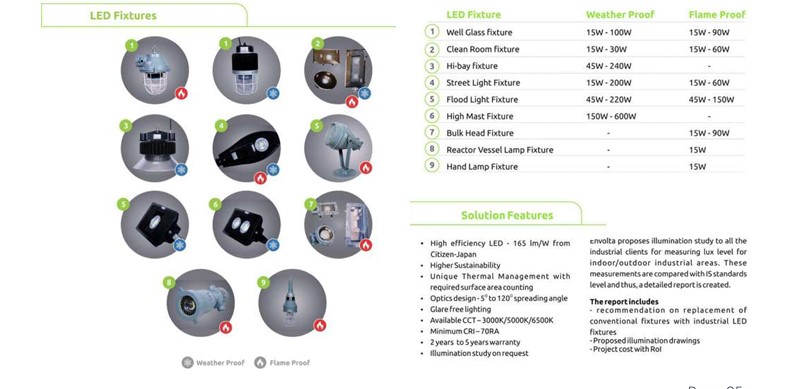 LED Fixtures
1
1
2
3
4
5
5
6
7
8
9
Weather Proof
Flame Proof
LED Fixture Weather Proof Flame Proof
1 Well Glass fixture 15W - 100W 15W - 90W
2 Clean Room fixture 15W - 30W 15W - 60W
3 Hi-bay fixture 45W - 240W -
4 Street Light Fixture 15W - 200W 15W - 60W
5 Flood Light Fixture 45W - 220W 45W - 150W
6 High Mast Fixture 150W - 600W -
7 Bulk Head Fixture - 15W - 90W
8 Reactor Vessel Lamp Fixture - 15W
9 Hand Lamp Fixture - 15W
Solution Features
• High efficiency LED - 165 lm/W from
Citizen-Japan
• Higher Sustainability
• Unique Thermal Management with
required surface area counting
• Optics design - 5° to 120° spreading angle
• Glare free lighting
• Available CCT – 3000K/5000K/6500K
• Minimum CRI – 70RA
• 2 years to 5 years warranty
• Illumination study on request
Envolta proposes illumination study to all the
industrial clients for measuring lux level for
indoor/outdoor industrial areas. These
measurements are compared with IS standards
level and thus, a detailed report is created.
The report includes
- recommendation on replacement of
conventional fixtures with industrial LED
fixtures
- Proposed illumination drawings
- Project cost with RoI